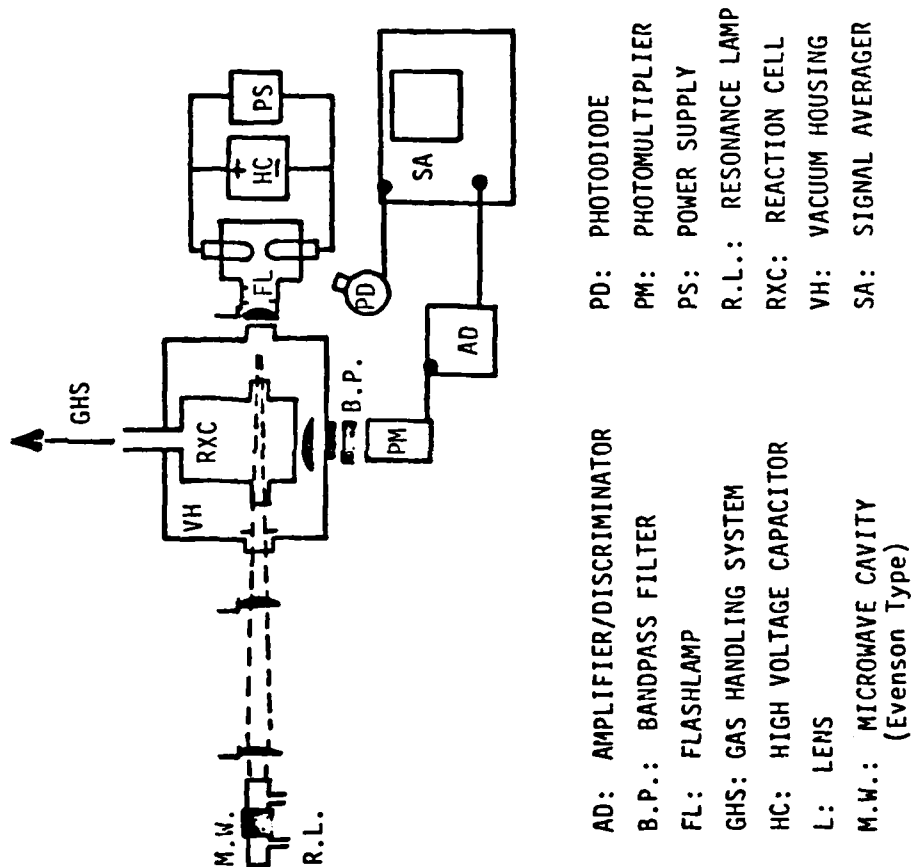 GHS
M.W.
R.L.
VH
RXC
FL
HC
+
PS
B.P.
PM
AD
PD
SA
AD: AMPLIFIER/DISCRIMINATOR
B.P.: BANDPASS FILTER
FL: FLASHLAMP
GHS: GAS HANDLING SYSTEM
HC: HIGH VOLTAGE CAPACITOR
L: LENS
M.W.: MICROWAVE CAVITY
(Evenson Type)
PD: PHOTODIODE
PM: PHOTOMULTIPLIER
PS: POWER SUPPLY
R.L.: RESONANCE LAMP
RXC: REACTION CELL
VH: VACUUM HOUSING
SA: SIGNAL AVERAGER